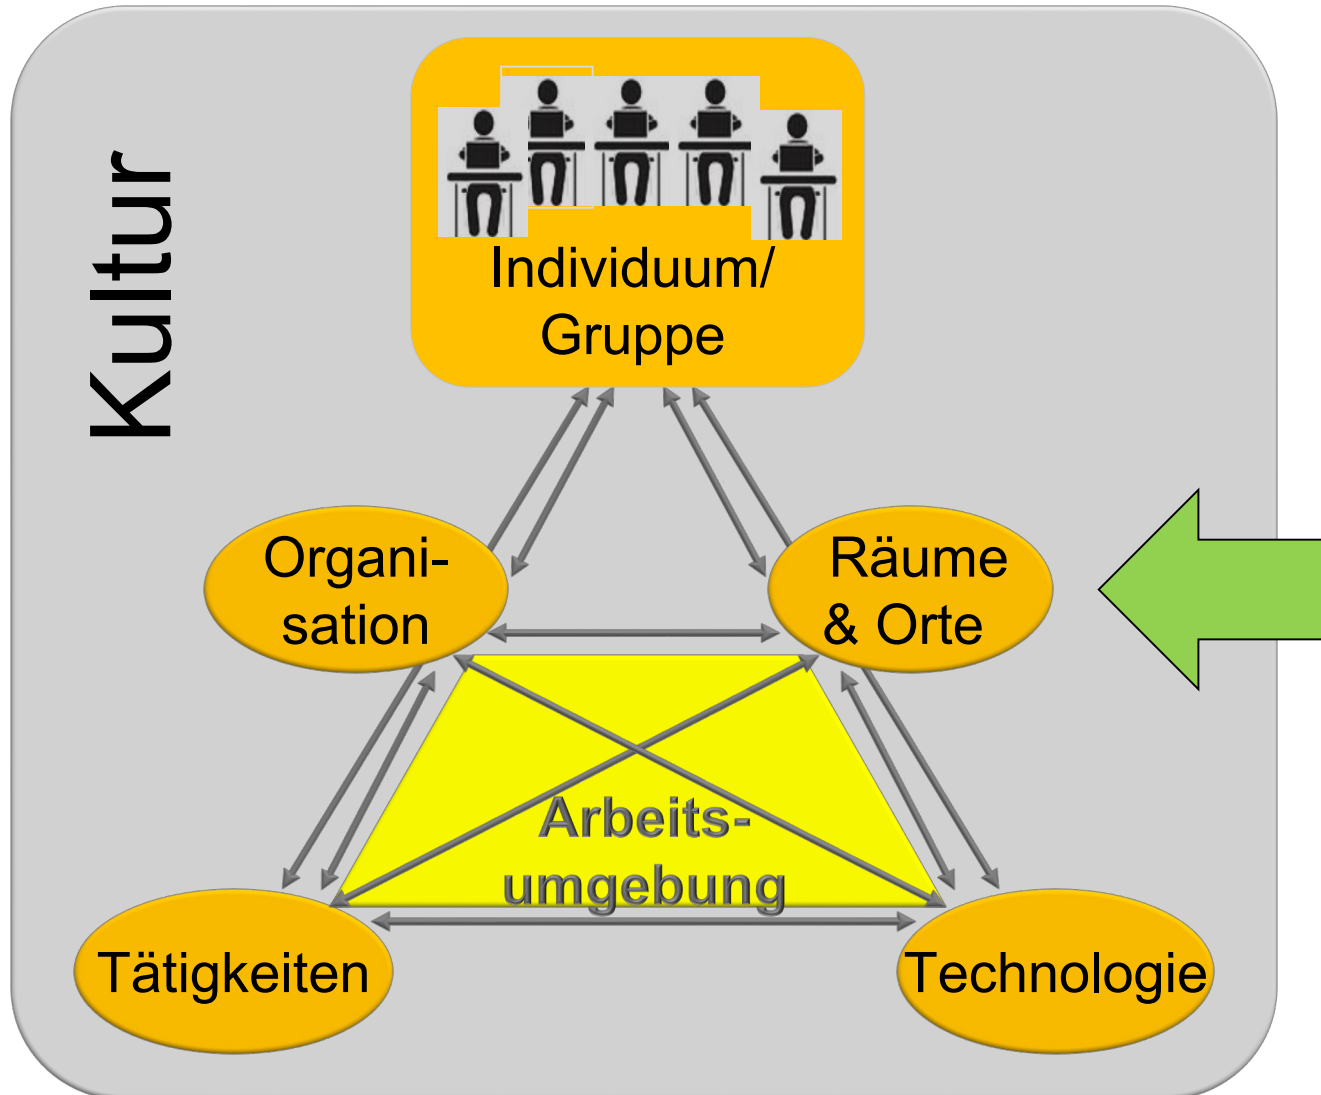 Kultur
Individuum/
Gruppe
Organi-
sation
Räume
& Orte
Arbeits-
umgebung
Tätigkeiten
Technologie